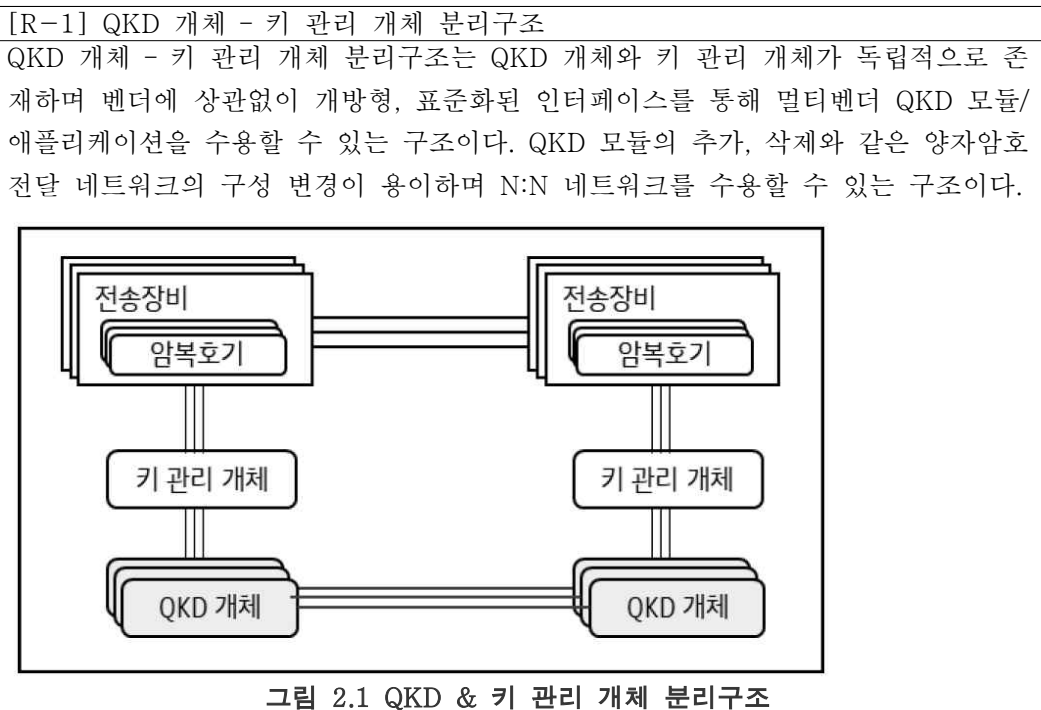 [R-1] QKD 개체 - 키 관리 개체 분리구조
QKD 개체 - 키 관리 개체 분리구조는 QKD 개체와 키 관리 개체가 독립적으로 존
재하며 벤더에 상관없이 개방형, 표준화된 인터페이스를 통해 멀티벤더 QKD 모듈/
애플리케이션을 수용할 수 있는 구조이다. QKD 모듈의 추가, 삭제와 같은 양자암호
전달 네트워크의 구성 변경이 용이하며 N:N 네트워크를 수용할 수 있는 구조이다.
전송장비
전송장비
암복호기
암복호기
키 관리 개체
키 관리 개체
QKD 개체
QKD 개체
그림 2.1 QKD & 키 관리 개체 분리구조